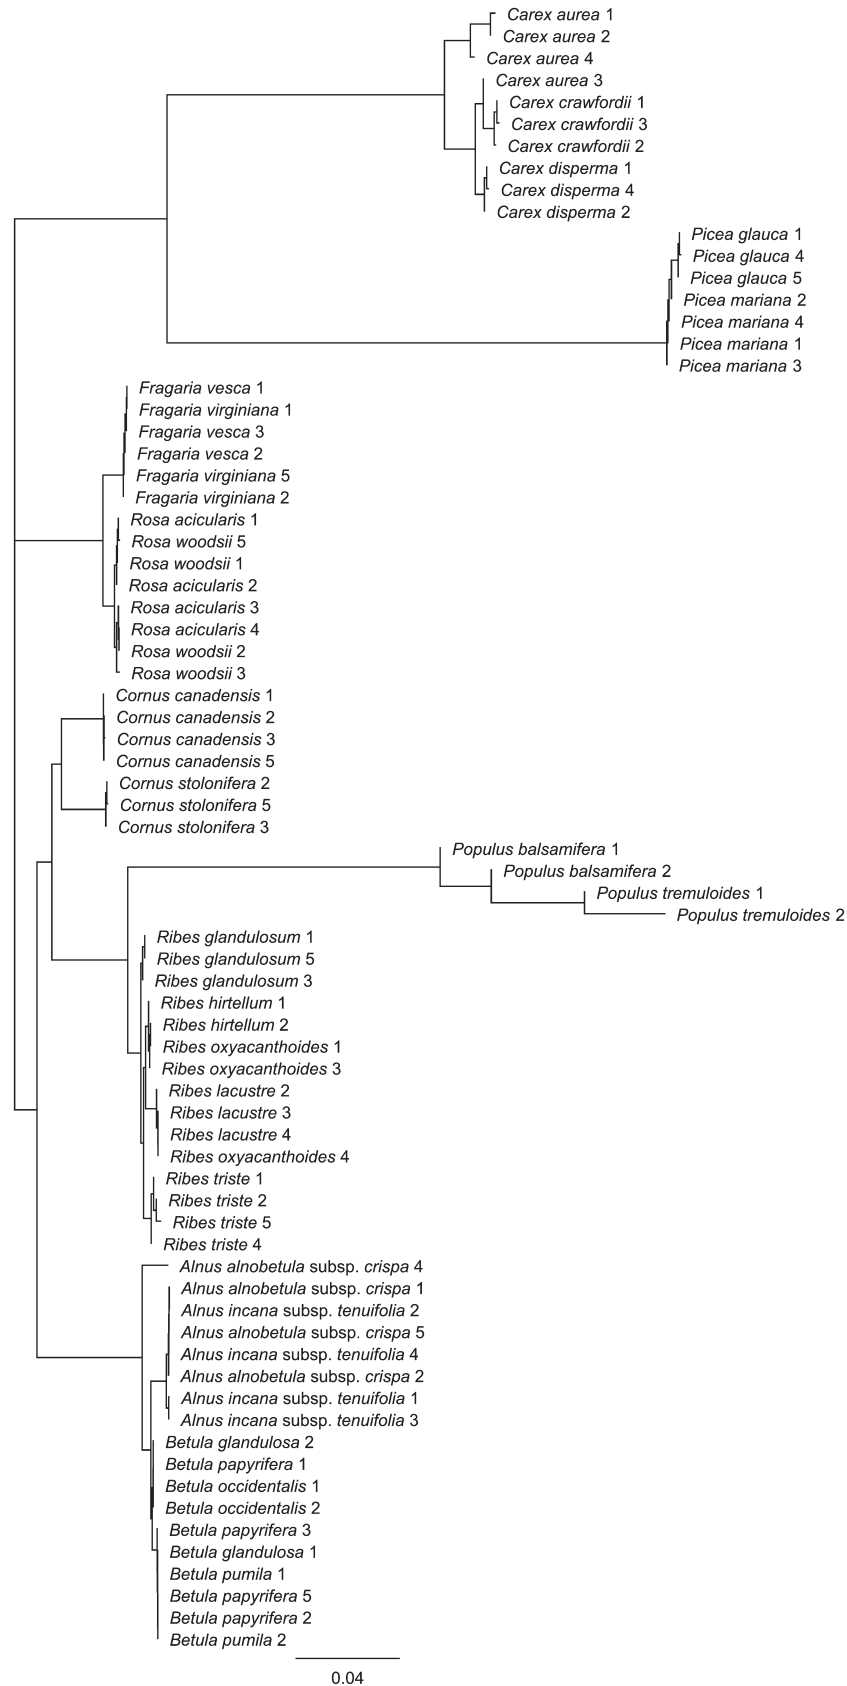 Carex aurea 1
Carex aurea 2
Carex aurea 4
Carex aurea 3
Carex crawfordii 1
Carex crawfordii 3
Carex crawfordii 2
Carex disperma 1
Carex disperma 4
Carex disperma 2
Picea glauca 1
Picea glauca 4
Picea glauca 5
Picea mariana 2
Picea mariana 4
Picea mariana 1
Picea mariana 3
Fragaria vesca 1
Fragaria virginiana 1
Fragaria vesca 3
Fragaria vesca 2
Fragaria virginiana 5
Fragaria virginiana 2
Rosa acicularis 1
Rosa woodsii 5
Rosa woodsii 1
Rosa acicularis 2
Rosa acicularis 3
Rosa acicularis 4
Rosa woodsii 2
Rosa woodsii 3
Cornus canadensis 1
Cornus canadensis 2
Cornus canadensis 3
Cornus canadensis 5
Cornus stolonifera 2
Cornus stolonifera 5
Cornus stolonifera 3
Populus balsamifera 1
Populus balsamifera 2
Populus tremuloides 1
Populus tremuloides 2
Ribes glandulosum 1
Ribes glandulosum 5
Ribes glandulosum 3
Ribes hirtellum 1
Ribes hirtellum 2
Ribes oxyacanthoides 1
Ribes oxyacanthoides 3
Ribes lacustre 2
Ribes lacustre 3
Ribes lacustre 4
Ribes oxyacanthoides 4
Ribes triste 1
Ribes triste 2
Ribes triste 5
Ribes triste 4
Alnus alnobetula subsp. crispa 4
Alnus alnobetula subsp. crispa 1
Alnus incana subsp. tenuifolia 2
Alnus alnobetula subsp. crispa 5
Alnus incana subsp. tenuifolia 4
Alnus alnobetula subsp. crispa 2
Alnus incana subsp. tenuifolia 1
Alnus incana subsp. tenuifolia 3
Betula glandulosa 2
Betula papyrifera 1
Betula occidentalis 1
Betula occidentalis 2
Betula papyrifera 3
Betula glandulosa 1
Betula pumila 1
Betula papyrifera 5
Betula papyrifera 2
Betula pumila 2
0.04